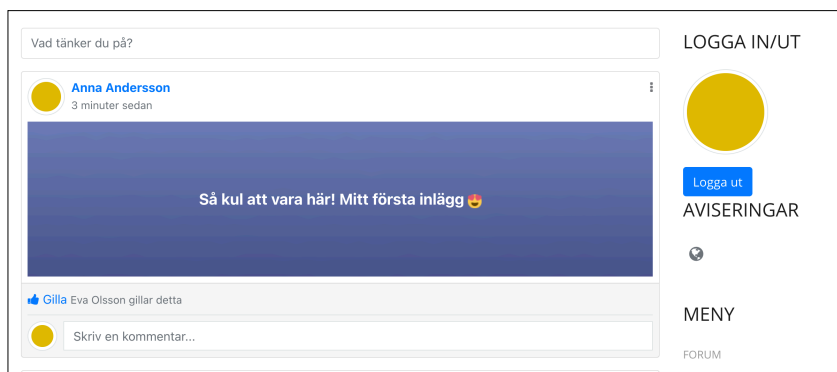 Vad tänker du på?
Anna Andersson
3 minuter sedan
Så kul att vara här! Mitt första inlägg 😍
Gilla Eva Olsson gillar detta
Skriv en kommentar...
LOGGA IN/UT
Logga ut
AVISERINGAR
MENY
FORUM